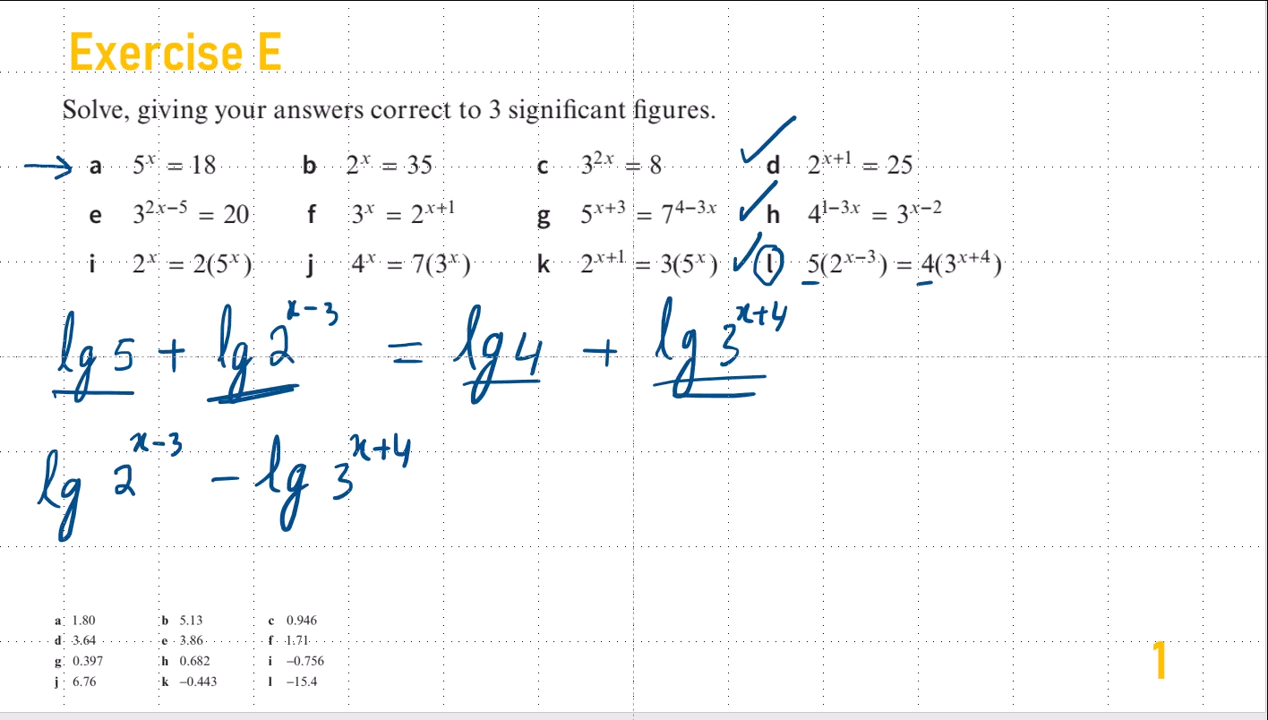 Exercise E
Solve, giving your answers correct to 3 significant figures.
a 5^x = 18 b 2^x = 35 c 3^{2x} = 8 d 2^{x+1} = 25
e 3^{2x−5} = 20 f 3^x = 2^{x+1} g 5^{x+3} = 7^{4−3x} h 4^{1−3x} = 3^{x−2}
i 2^x = 2(5^x) j 4^x = 7(3^x) k 2^{x+1} = 3(5^x) l 5(2^{x−3}) = 4(3^{x+4})
lg 5 + lg 2^{x−3} = lg 4 + lg 3^{x+4}
lg 2^{x−3} − lg 3^{x+4}
a 1.80 b 5.13 c 0.946
d 3.64 e 3.86 f 1.71
g 0.397 h 0.682 i −0.756
j 6.76 k −0.443 l −15.4
1